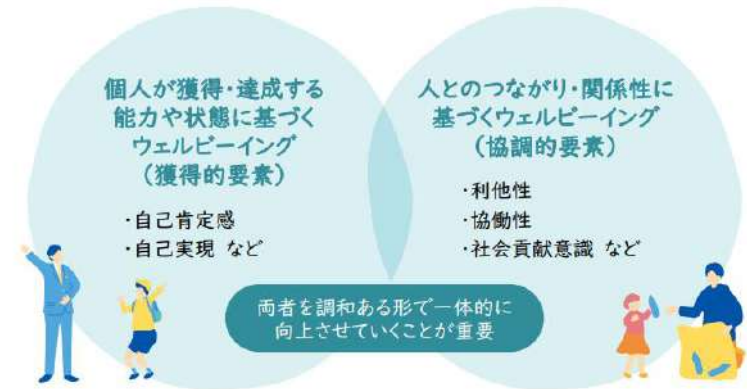 個人が獲得・達成する
能力や状態に基づく
ウェルビーイング
（獲得的要素）
・自己肯定感
・自己実現 など
人とのつながり・関係性に
基づくウェルビーイング
（協調的要素）
・利他性
・協働性
・社会貢献意識 など
両者を調和ある形で一体的に
向上させていくことが重要